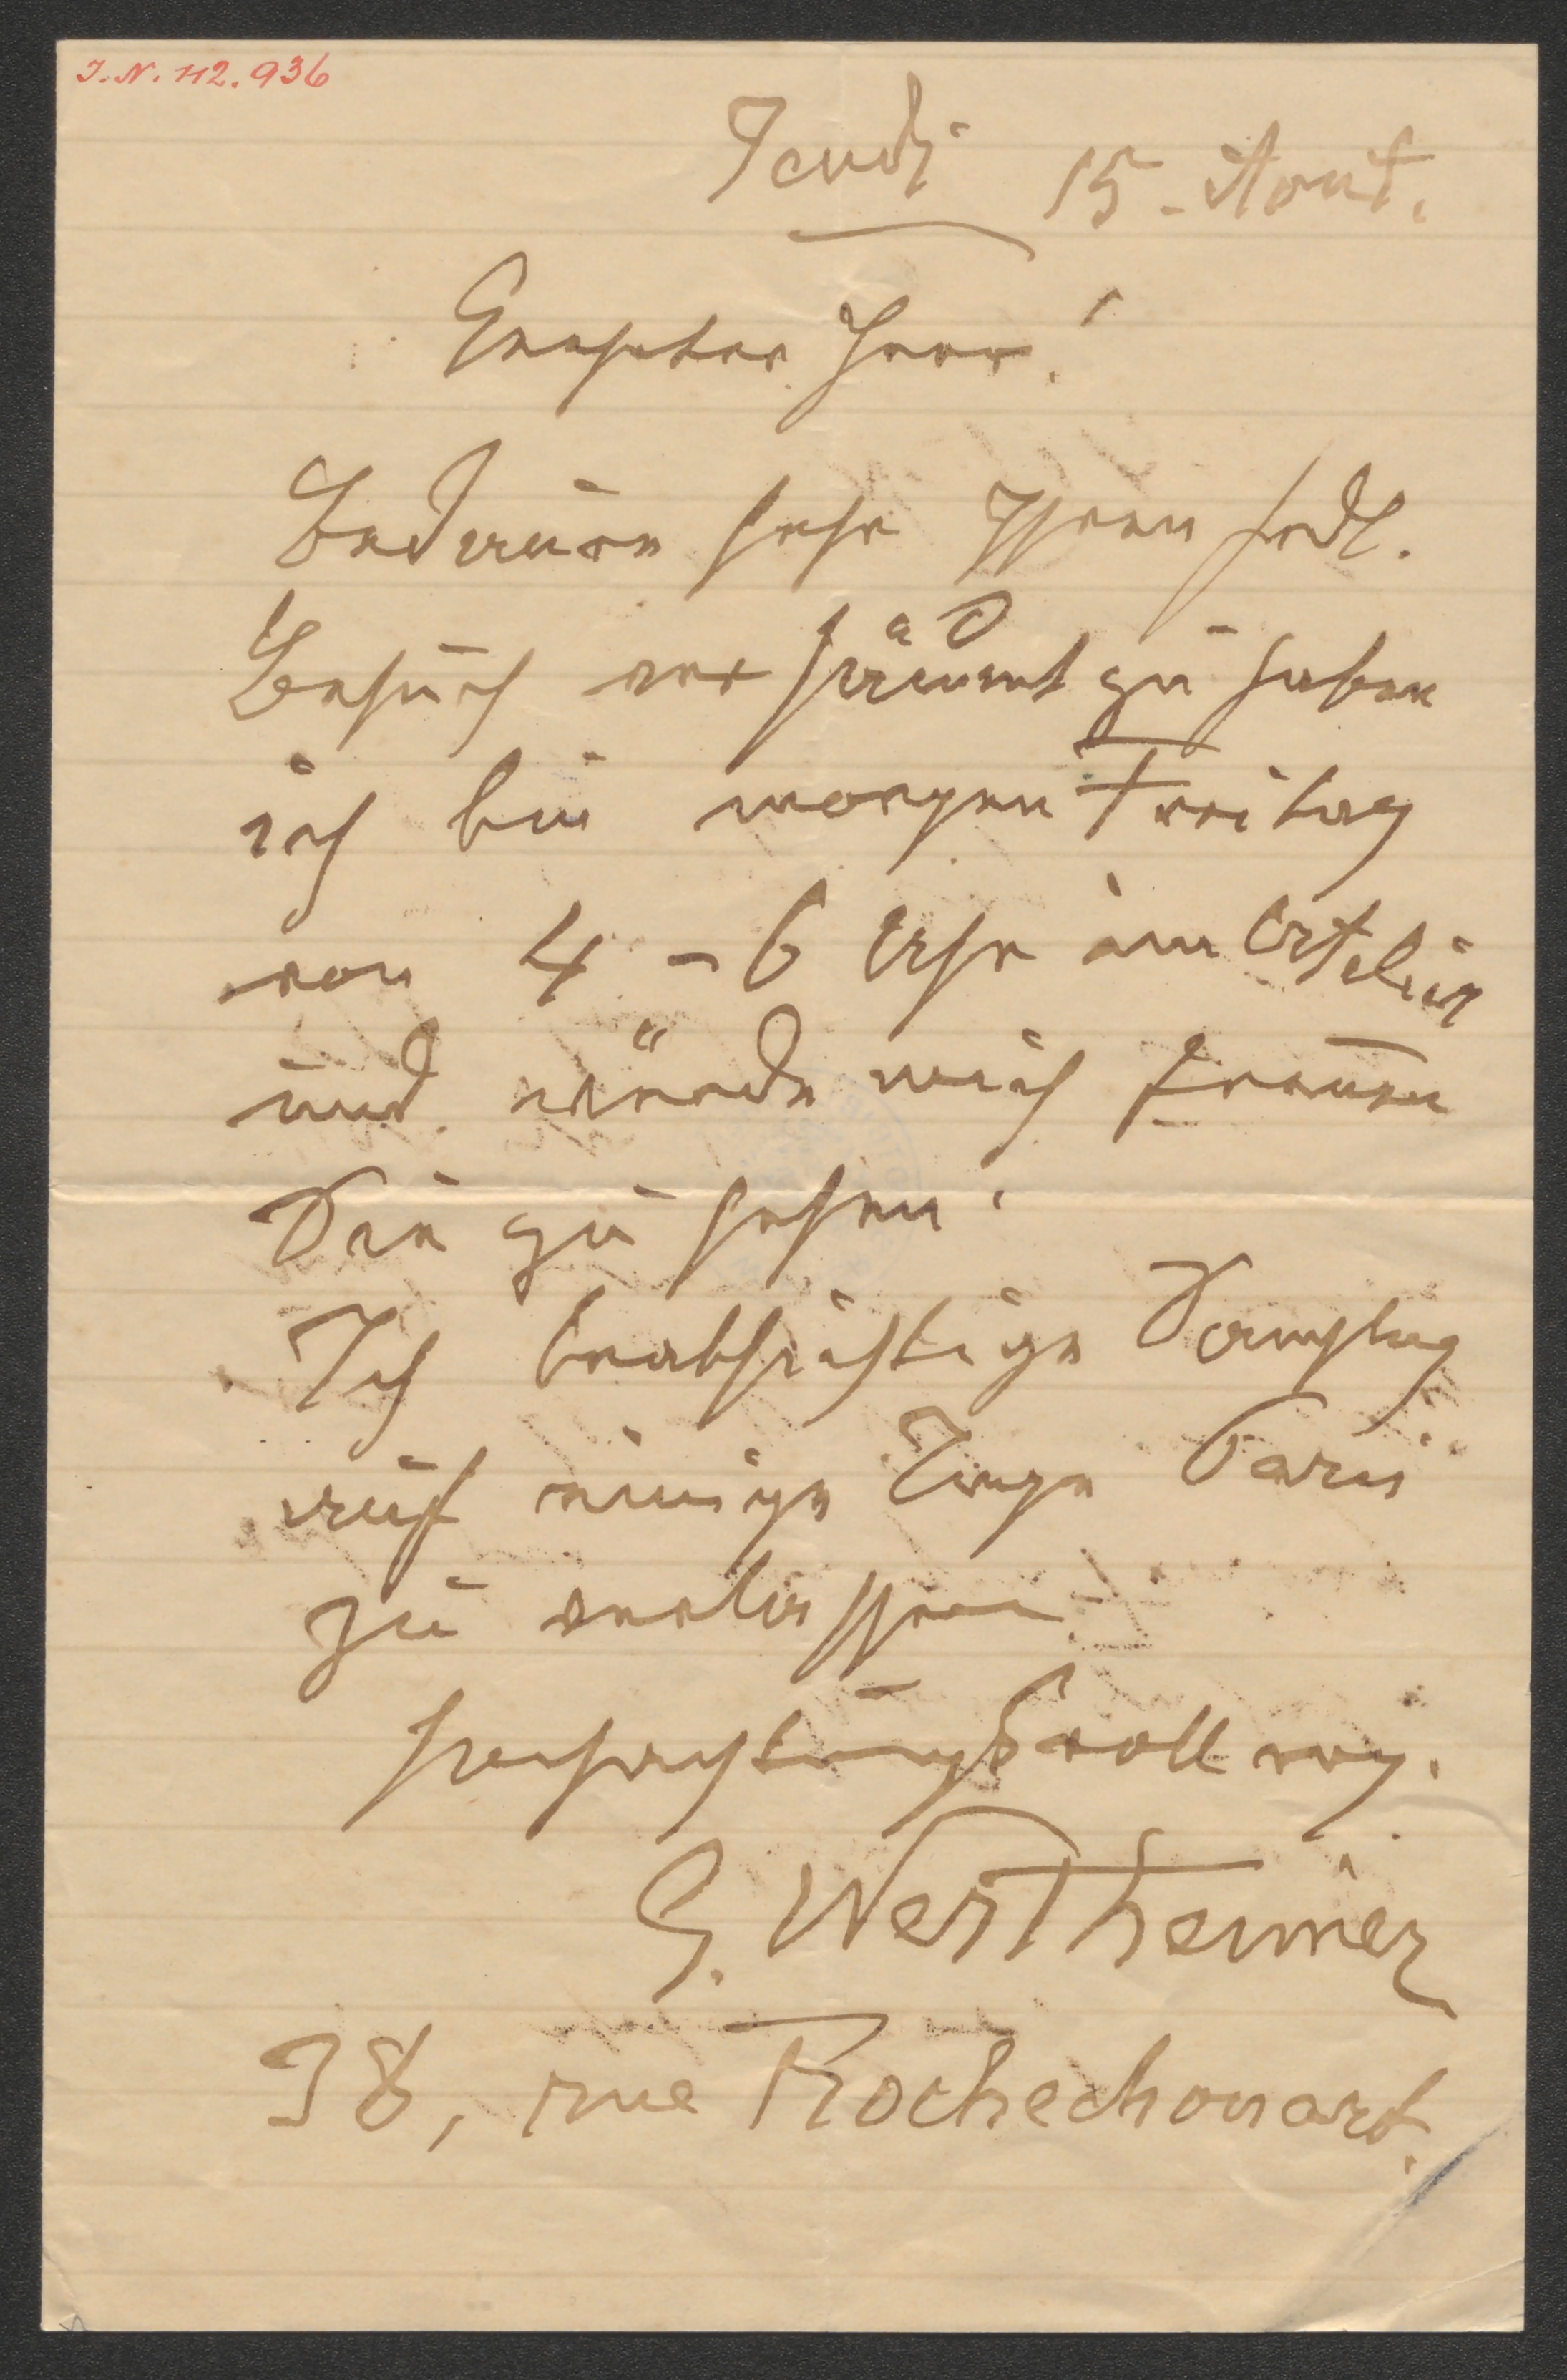 J. N. 112.936
Jeudi 15 - Aout.
Geehrter Herr!
Bedauere sehr Ihren frdl.
Besuch versäumt zu haben
ich bin morgen Freitag
von 4 - 6 Uhr im Atelier
und würde mich freuen
Sie zu sehen.
Ich beabsichtige Samstag
auf einige Tage Paris
zu verlassen
hochachtungsvoll
G. Wertheimer
38, rue Rochechouart.